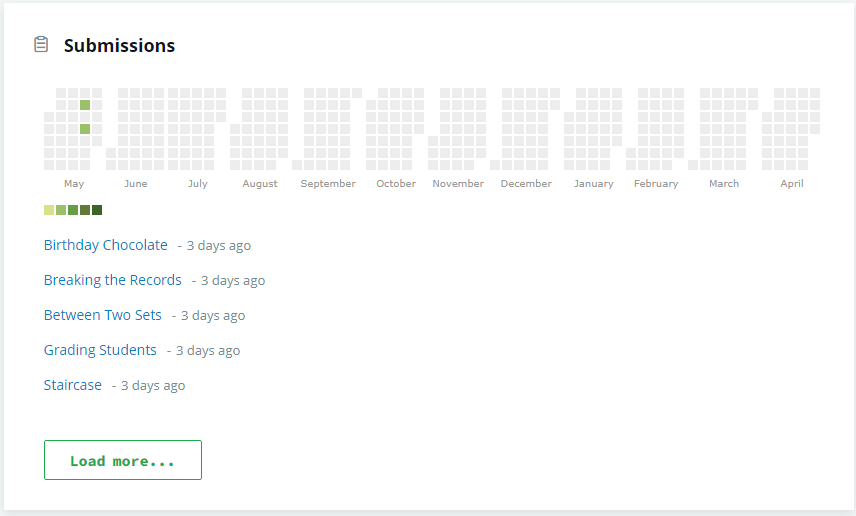 Submissions
May June July August September October November December January February March April
Birthday Chocolate - 3 days ago
Breaking the Records - 3 days ago
Between Two Sets - 3 days ago
Grading Students - 3 days ago
Staircase - 3 days ago
Load more...